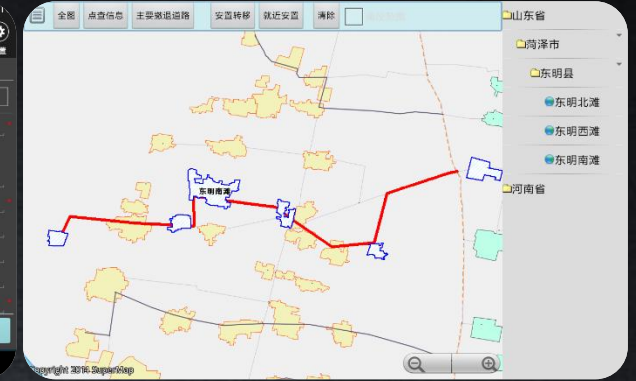 全图 点查信息 主要撤退道路 安置转移 就近安置 清除
山东省
菏泽市
东明县
东明北滩
东明西滩
东明南滩
河南省
东明南滩
Copyright 2014 SuperMap